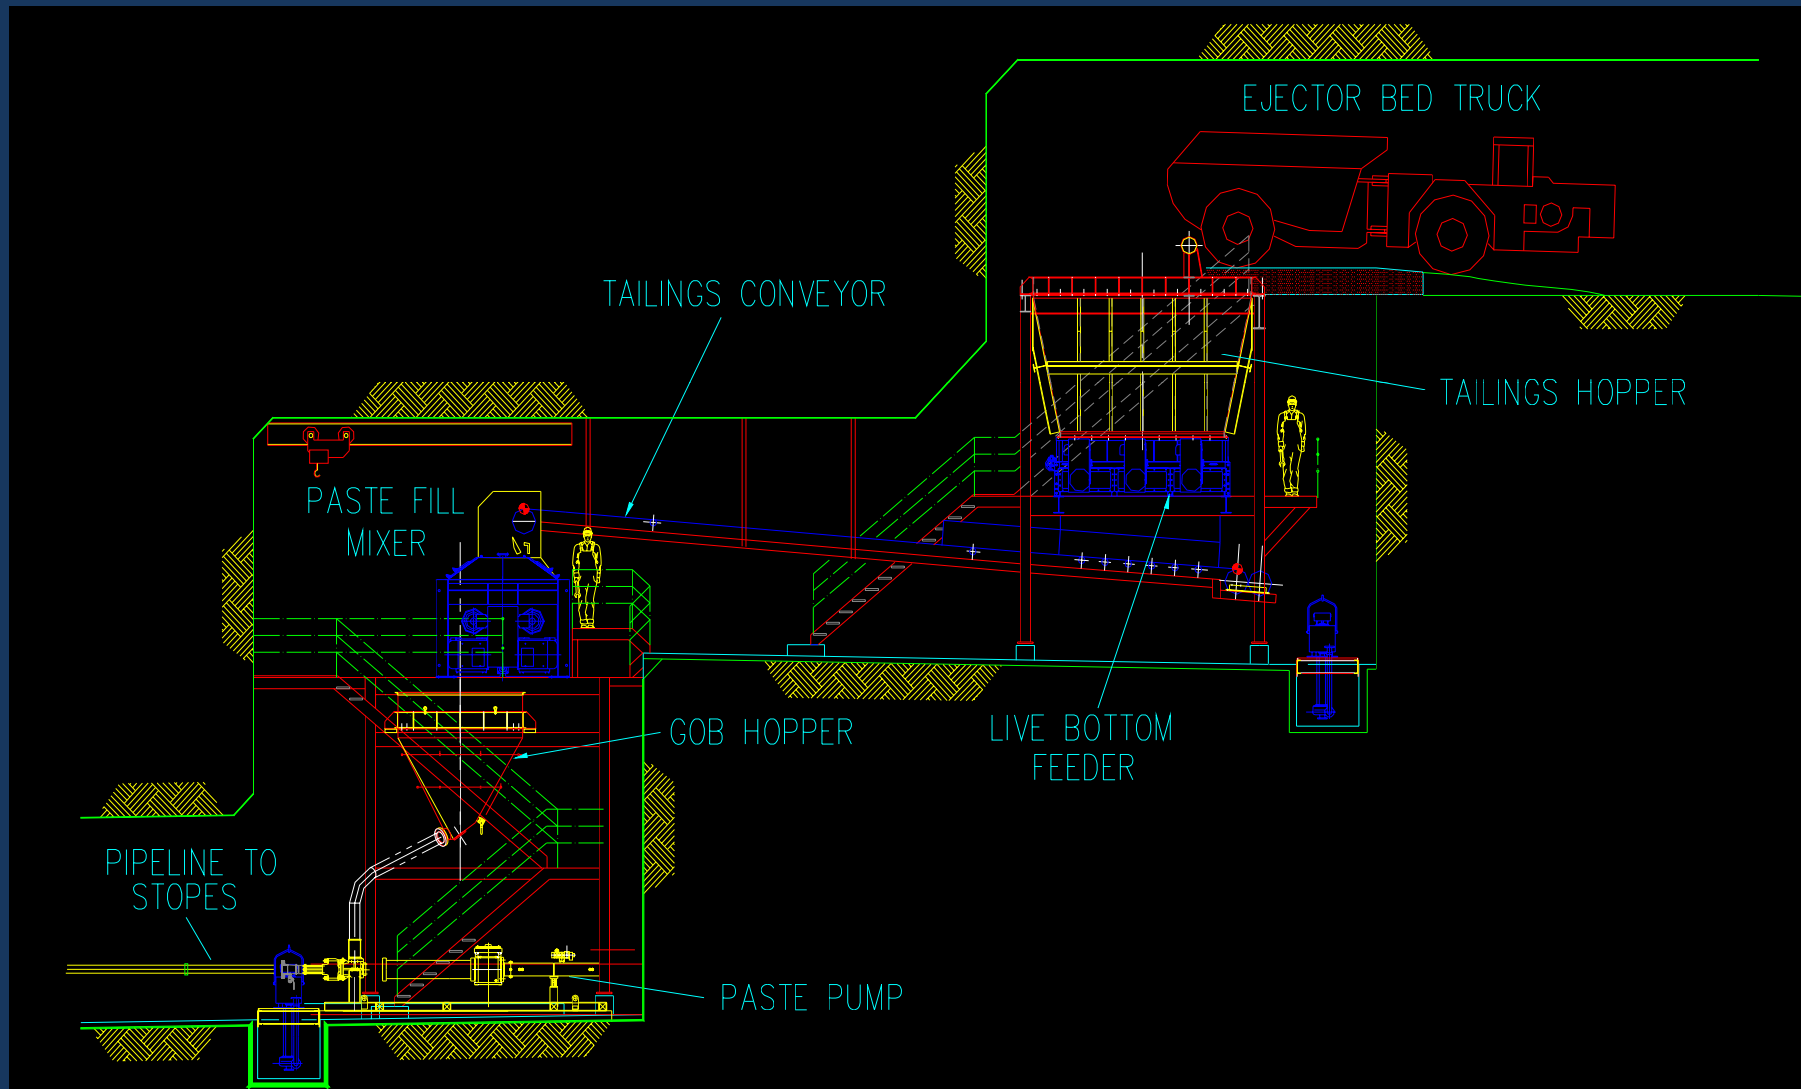 EJECTOR BED TRUCK
TAILINGS CONVEYOR
TAILINGS HOPPER
PASTE FILL
MIXER
GOB HOPPER
LIVE BOTTOM
FEEDER
PIPELINE TO
STOPES
PASTE PUMP